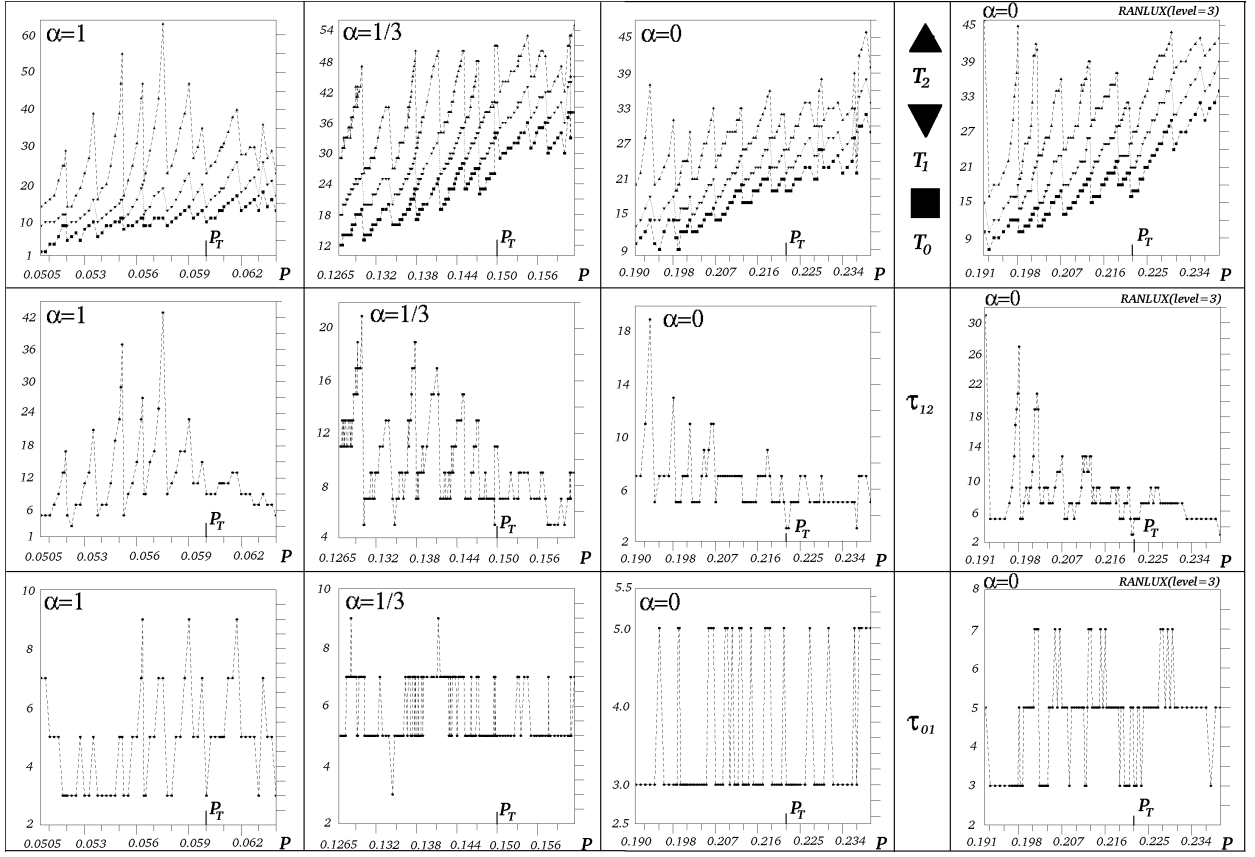 α=1
60
50
40
30
20
10
1
0.0505 0.053 0.056 0.059 0.062 P
P_T
α=1/3
54
48
42
36
30
24
18
12
0.1265 0.132 0.138 0.144 0.150 0.156 P
P_T
α=0
45
39
33
27
21
15
9
0.190 0.198 0.207 0.216 0.225 0.234 P
P_T
T_2
T_1
T_0
α=0 RANLUX(level=3)
45
39
33
27
21
15
9
0.191 0.198 0.207 0.216 0.225 0.234
P_T
α=1
42
36
30
24
18
12
6
1
0.0505 0.053 0.056 0.059 0.062 P
P_T
α=1/3
20
16
12
8
4
0.1265 0.132 0.138 0.144 0.150 0.156 P
P_T
α=0
18
14
10
6
2
0.190 0.198 0.207 0.216 0.225 0.234 P
P_T
τ_12
α=0 RANLUX(level=3)
30
26
22
18
14
10
6
2
0.191 0.198 0.207 0.216 0.225 0.234
P_T
α=1
10
8
6
4
2
0.0505 0.053 0.056 0.059 0.062 P
P_T
α=1/3
10
8
6
4
2
0.1265 0.132 0.138 0.144 0.150 0.156 P
P_T
α=0
5.5
5.0
4.0
3.0
2.5
0.190 0.198 0.207 0.216 0.225 0.234 P
P_T
τ_01
α=0 RANLUX(level=3)
8
7
6
5
4
3
2
0.191 0.198 0.207 0.216 0.225 0.234
P_T